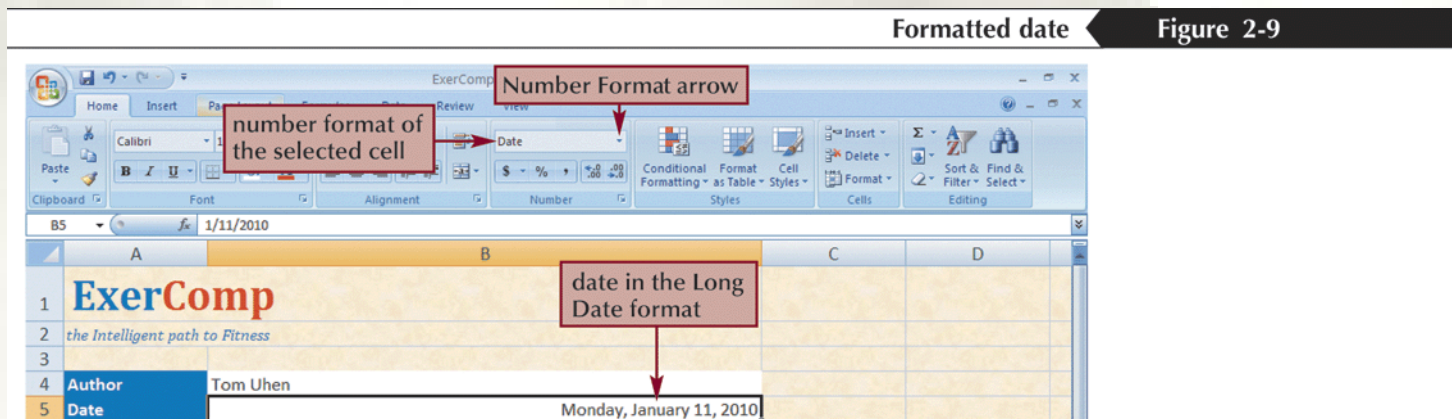 Formatted date Figure 2-9
ExerComp
Number Format arrow
Home Insert Review View
number format of
the selected cell
Paste
Calibri
Date
B I U
$ % ,
Conditional
Formatting
Format
as Table
Cell
Styles
Insert
Delete
Format
Σ
Sort &
Filter
Find &
Select
Clipboard Font Alignment Number Styles Cells Editing
B5 fx 1/11/2010
A B C D
date in the Long
Date format
1 ExerComp
2 the Intelligent path to Fitness
3
4 Author Tom Uhen
5 Date Monday, January 11, 2010